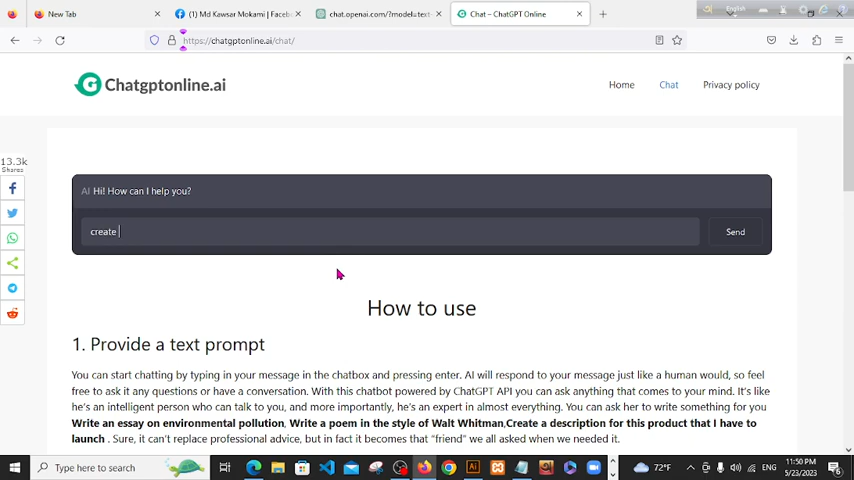 New Tab
(1) Md Kawsar Mokami | Faceb
chat.openai.com/?model=text-
Chat – ChatGPT Online
English
https://chatgptonline.ai/chat/
Chatgptonline.ai
Home
Chat
Privacy policy
13.3k
Shares
AI Hi! How can I help you?
create
Send
How to use
1. Provide a text prompt
You can start chatting by typing in your message in the chatbox and pressing enter. AI will respond to your message just like a human would, so feel
free to ask it any questions or have a conversation. With this chatbot powered by ChatGPT API you can ask anything that comes to your mind. It's like
he's an intelligent person who can talk to you, and more importantly, he's an expert in almost everything. You can ask her to write something for you
Write an essay on environmental pollution, Write a poem in the style of Walt Whitman,Create a description for this product that I have to
launch . Sure, it can't replace professional advice, but in fact it becomes that “friend” we all asked when we needed it.
Type here to search
72°F
ENG
11:50 PM
5/23/2023